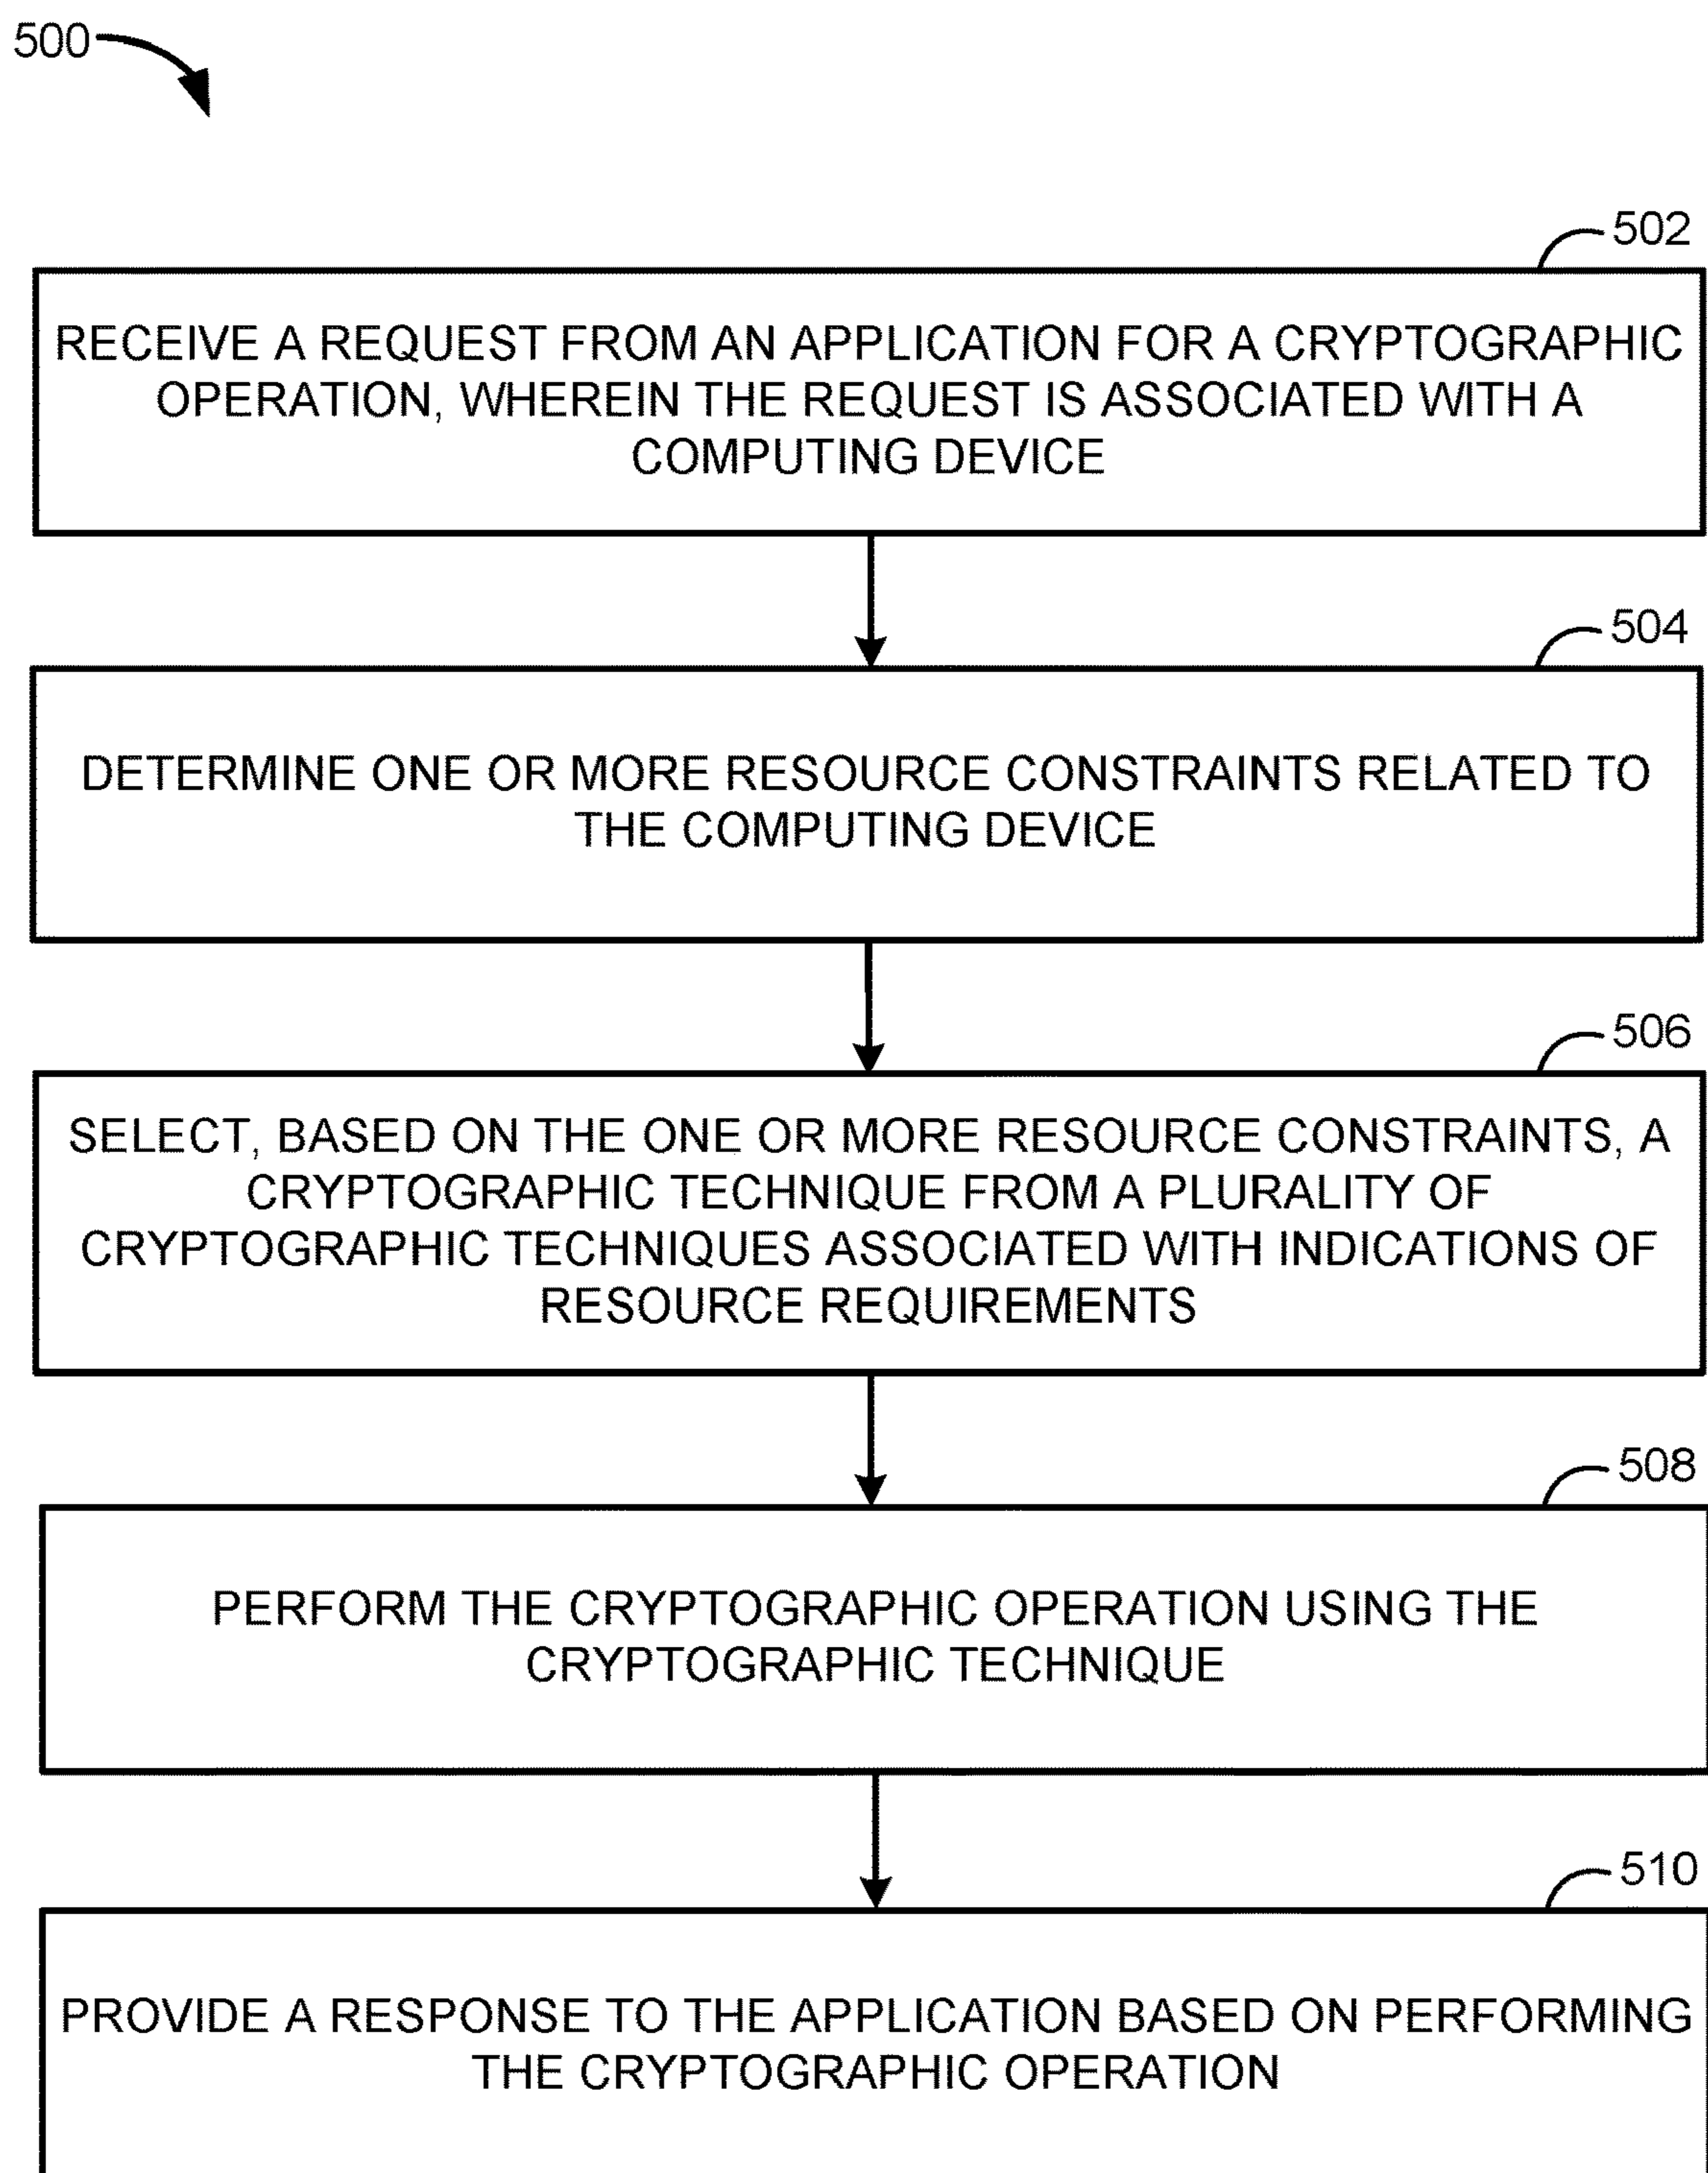 500
502
RECEIVE A REQUEST FROM AN APPLICATION FOR A CRYPTOGRAPHIC
OPERATION, WHEREIN THE REQUEST IS ASSOCIATED WITH A
COMPUTING DEVICE
504
DETERMINE ONE OR MORE RESOURCE CONSTRAINTS RELATED TO
THE COMPUTING DEVICE
506
SELECT, BASED ON THE ONE OR MORE RESOURCE CONSTRAINTS, A
CRYPTOGRAPHIC TECHNIQUE FROM A PLURALITY OF
CRYPTOGRAPHIC TECHNIQUES ASSOCIATED WITH INDICATIONS OF
RESOURCE REQUIREMENTS
508
PERFORM THE CRYPTOGRAPHIC OPERATION USING THE
CRYPTOGRAPHIC TECHNIQUE
510
PROVIDE A RESPONSE TO THE APPLICATION BASED ON PERFORMING
THE CRYPTOGRAPHIC OPERATION